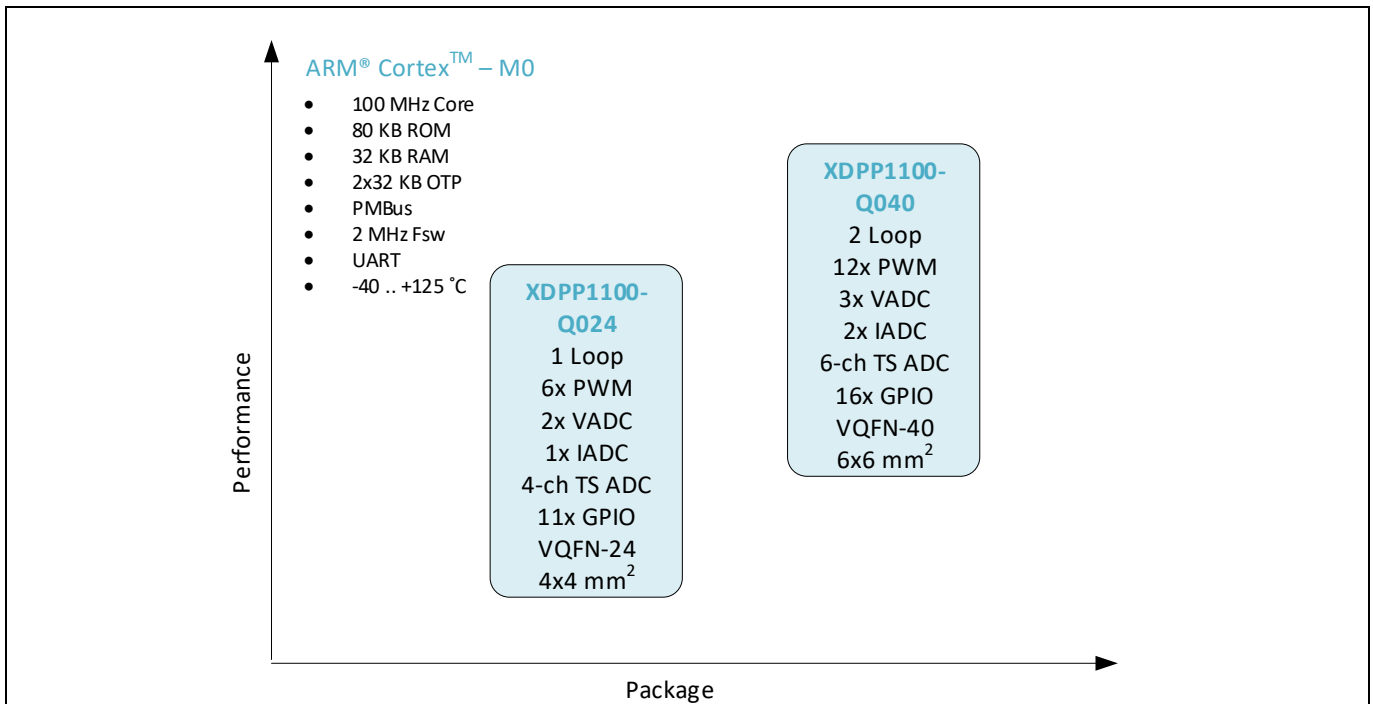 ARM® Cortex™ – M0
• 100 MHz Core
• 80 KB ROM
• 32 KB RAM
• 2x32 KB OTP
• PMBus
• 2 MHz Fsw
• UART
• -40 .. +125 ˚C
XDPP1100-
Q024
1 Loop
6x PWM
2x VADC
1x IADC
4-ch TS ADC
11x GPIO
VQFN-24
4x4 mm²
XDPP1100-
Q040
2 Loop
12x PWM
3x VADC
2x IADC
6-ch TS ADC
16x GPIO
VQFN-40
6x6 mm²
Performance
Package